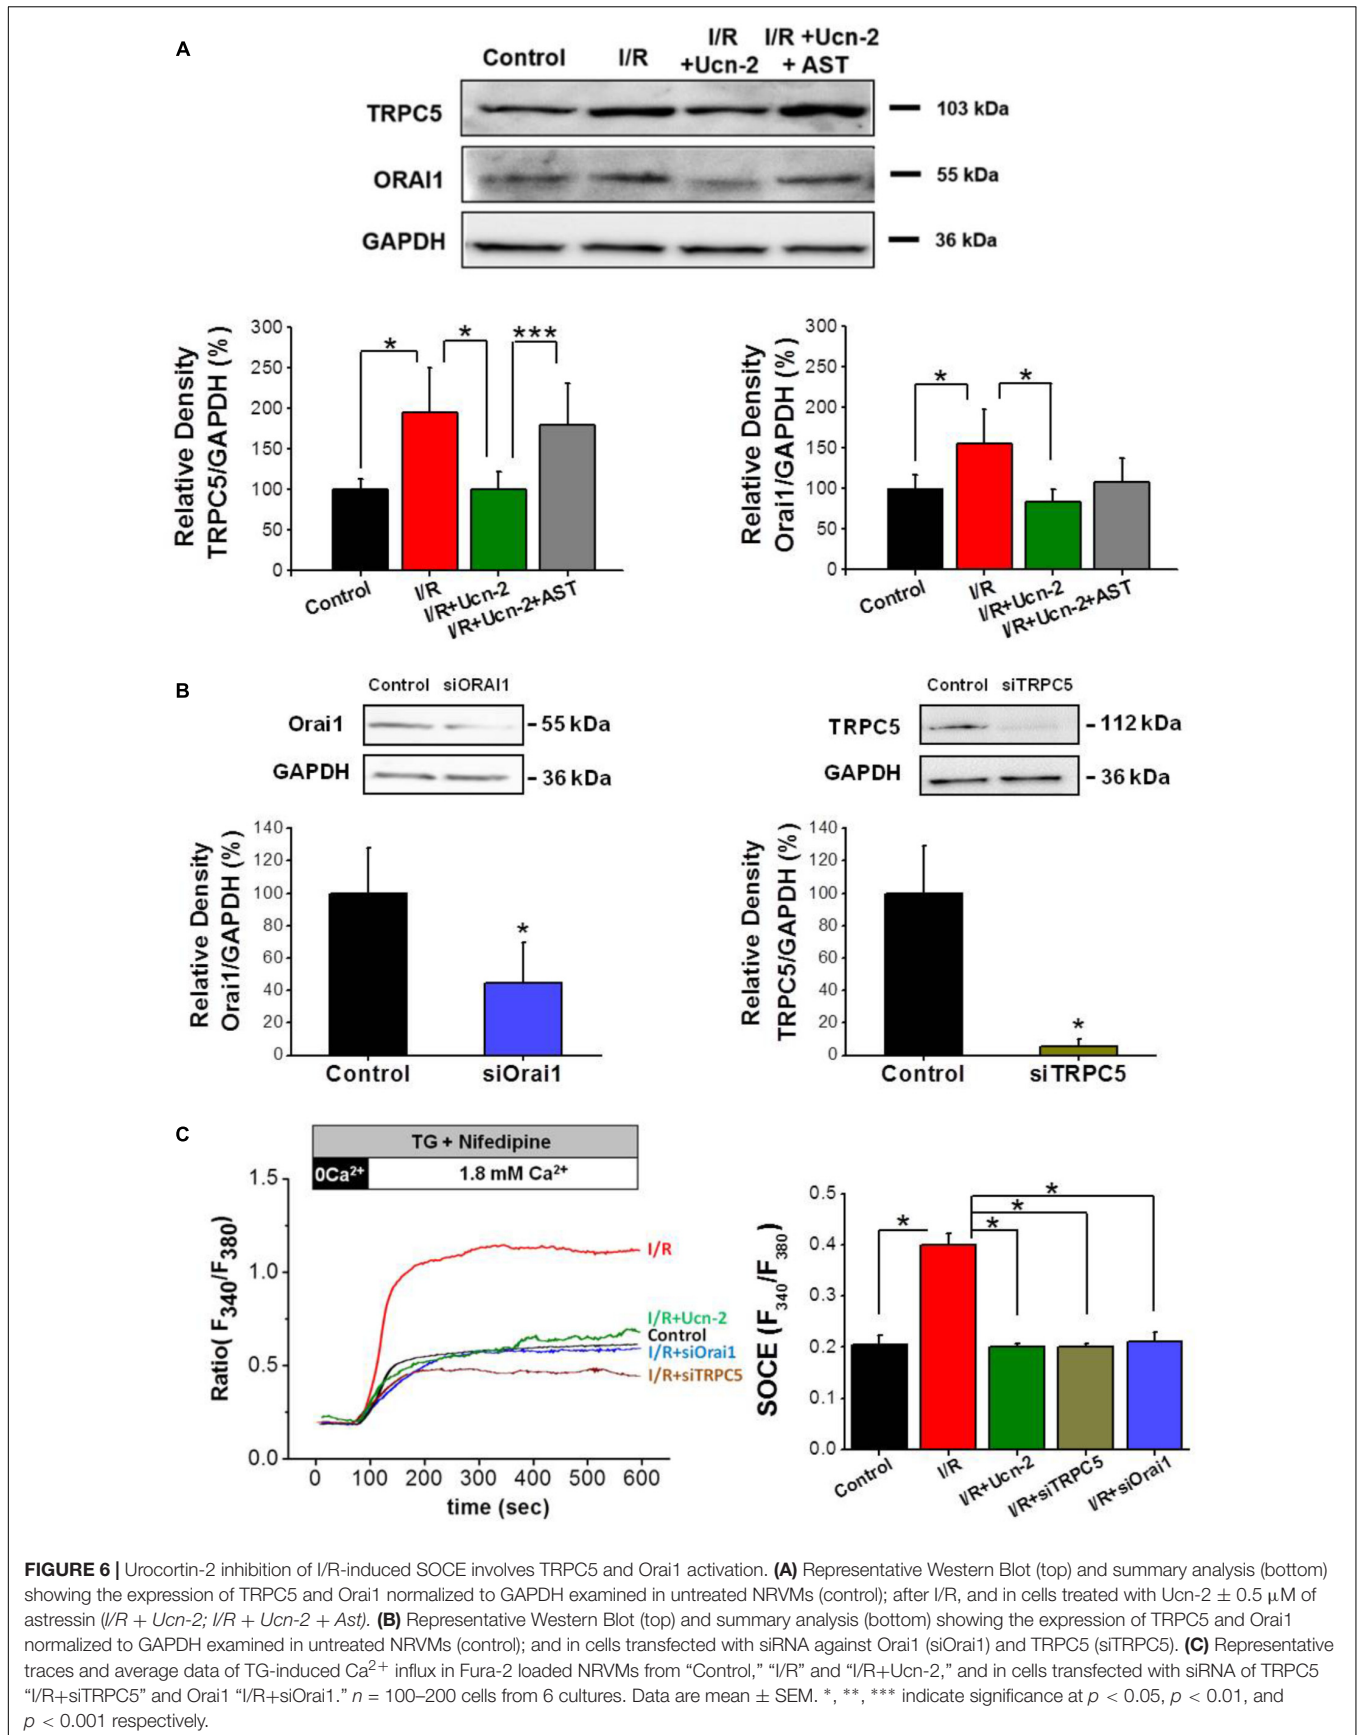 A
Control I/R I/R +Ucn-2 I/R +Ucn-2 + AST
TRPC5 103 kDa
ORAI1 55 kDa
GAPDH 36 kDa
Relative Density
TRPC5/GAPDH (%)
300
250
200
150
100
50
0
* * ***
Control I/R I/R+Ucn-2 I/R+Ucn-2+AST
Relative Density
Orai1/GAPDH (%)
300
250
200
150
100
50
0
* *
Control I/R I/R+Ucn-2 I/R+Ucn-2+AST
B
Control siORAI1
Orai1 - 55 kDa
GAPDH - 36 kDa
Relative Density
Orai1/GAPDH (%)
140
120
100
80
60
40
20
0
*
Control siOrai1
Control siTRPC5
TRPC5 - 112 kDa
GAPDH - 36 kDa
Relative Density
TRPC5/GAPDH (%)
140
120
100
80
60
40
20
0
*
Control siTRPC5
C
TG + Nifedipine
0Ca²⁺ 1.8 mM Ca²⁺
Ratio( F340/F380)
1.5
1.0
0.5
0.0
I/R
I/R+Ucn-2
Control
I/R+siOrai1
I/R+siTRPC5
0 100 200 300 400 500 600
time (sec)
SOCE (F340/F380)
0.5
0.4
0.3
0.2
0.1
0.0
* * * *
Control I/R I/R+Ucn-2 I/R+siTRPC5 I/R+siOrai1
FIGURE 6 | Urocortin-2 inhibition of I/R-induced SOCE involves TRPC5 and Orai1 activation. (A) Representative Western Blot (top) and summary analysis (bottom)
showing the expression of TRPC5 and Orai1 normalized to GAPDH examined in untreated NRVMs (control); after I/R, and in cells treated with Ucn-2 ± 0.5 μM of
astressin (I/R + Ucn-2; I/R + Ucn-2 + Ast). (B) Representative Western Blot (top) and summary analysis (bottom) showing the expression of TRPC5 and Orai1
normalized to GAPDH examined in untreated NRVMs (control); and in cells transfected with siRNA against Orai1 (siOrai1) and TRPC5 (siTRPC5). (C) Representative
traces and average data of TG-induced Ca²⁺ influx in Fura-2 loaded NRVMs from “Control,” “I/R” and “I/R+Ucn-2,” and in cells transfected with siRNA of TRPC5
“I/R+siTRPC5” and Orai1 “I/R+siOrai1.” n = 100–200 cells from 6 cultures. Data are mean ± SEM. *, **, *** indicate significance at p < 0.05, p < 0.01, and
p < 0.001 respectively.